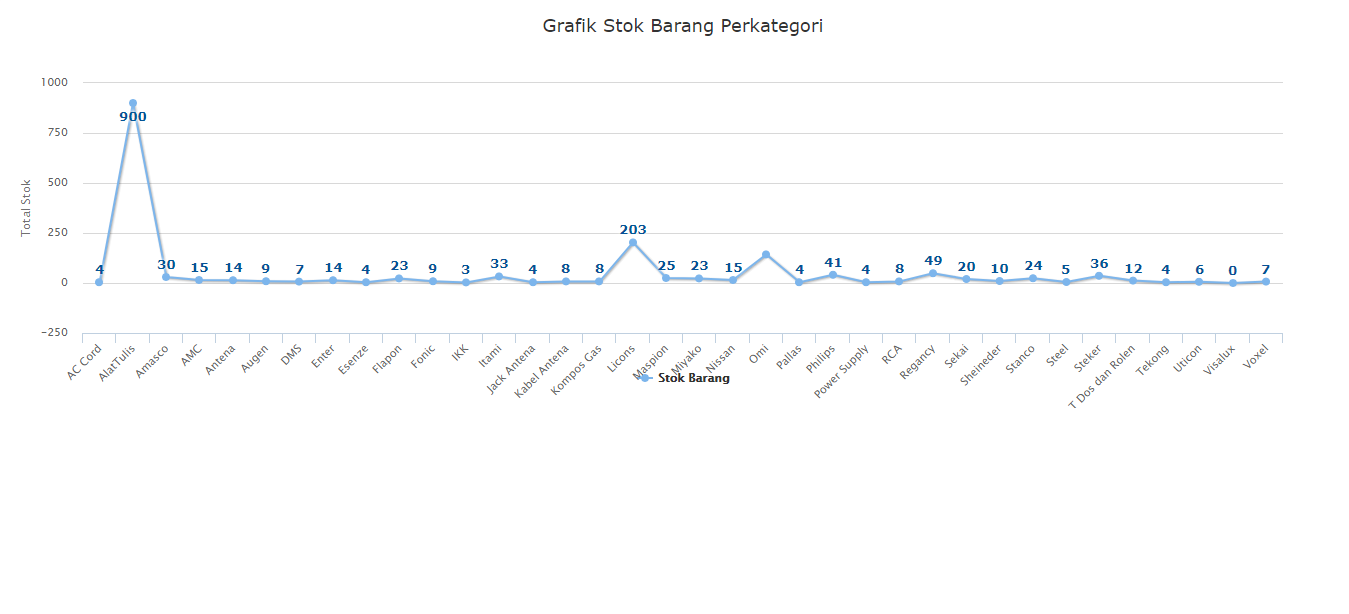 Grafik Stok Barang Perkategori
Total Stok
1000
750
500
250
0
−250
4
900
30
15
14
9
7
14
4
23
9
3
33
4
8
8
203
25
23
15
4
41
4
8
49
20
10
24
5
36
12
4
6
0
7
AC Cord
AlatTulis
Amasco
AMC
Antena
Augen
DMS
Enter
Esenze
Flapon
Fonic
IKK
Itami
Jack Antena
Kabel Antena
Kompos Gas
Licons
Maspion
Miyako
Nissan
Omi
Pallas
Philips
Power Supply
RCA
Regancy
Sekai
Sheineder
Stanco
Steel
Steker
T Dos dan Rolen
Tekong
Uticon
Visalux
Voxel
Stok Barang